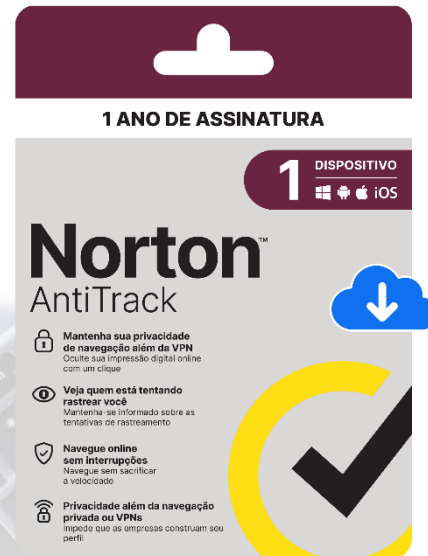 1 ANO DE ASSINATURA
1 DISPOSITIVO
iOS
Norton™
AntiTrack
Mantenha sua privacidade
de navegação além da VPN
Oculte sua impressão digital online
com um clique
Veja quem está tentando
rastrear você
Mantenha-se informado sobre as
tentativas de rastreamento
Navegue online
sem interrupções
Navegue sem sacrificar
a velocidade
Privacidade além da navegação
privada ou VPNs
Impede que as empresas construam seu
perfil